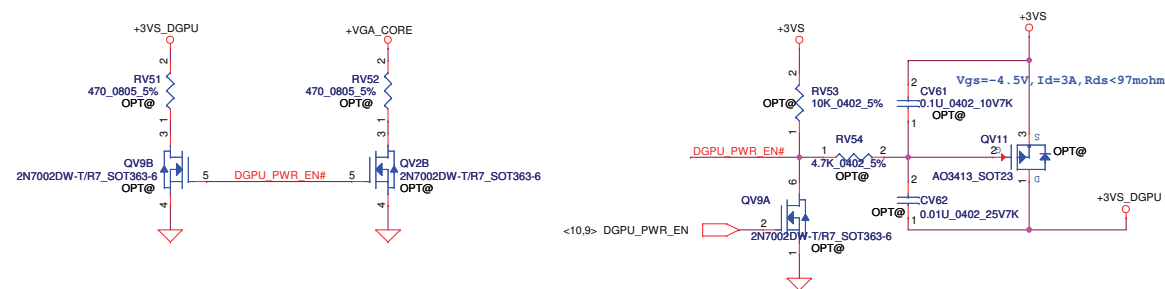 +3VS_DGPU
2
RV51
470_0805_5%
OPT@
1
3
QV9B
2N7002DW-T/R7_SOT363-6
OPT@
5
4
DGPU_PWR_EN#
+VGA_CORE
2
RV52
470_0805_5%
OPT@
1
3
5
QV2B
2N7002DW-T/R7_SOT363-6
OPT@
4
+3VS
2
RV53
10K_0402_5%
OPT@
1
DGPU_PWR_EN#
RV54
1
2
4.7K_0402_5%
OPT@
6
QV9A
<10,9> DGPU_PWR_EN
2
2N7002DW-T/R7_SOT363-6
OPT@
1
+3VS
Vgs=-4.5V,Id=3A,Rds<97mohm
2
CV61
0.1U_0402_10V7K
OPT@
1
QV11
3
S
2
G
OPT@
AO3413_SOT23
1
D
2
CV62
OPT@
0.01U_0402_25V7K
1
+3VS_DGPU